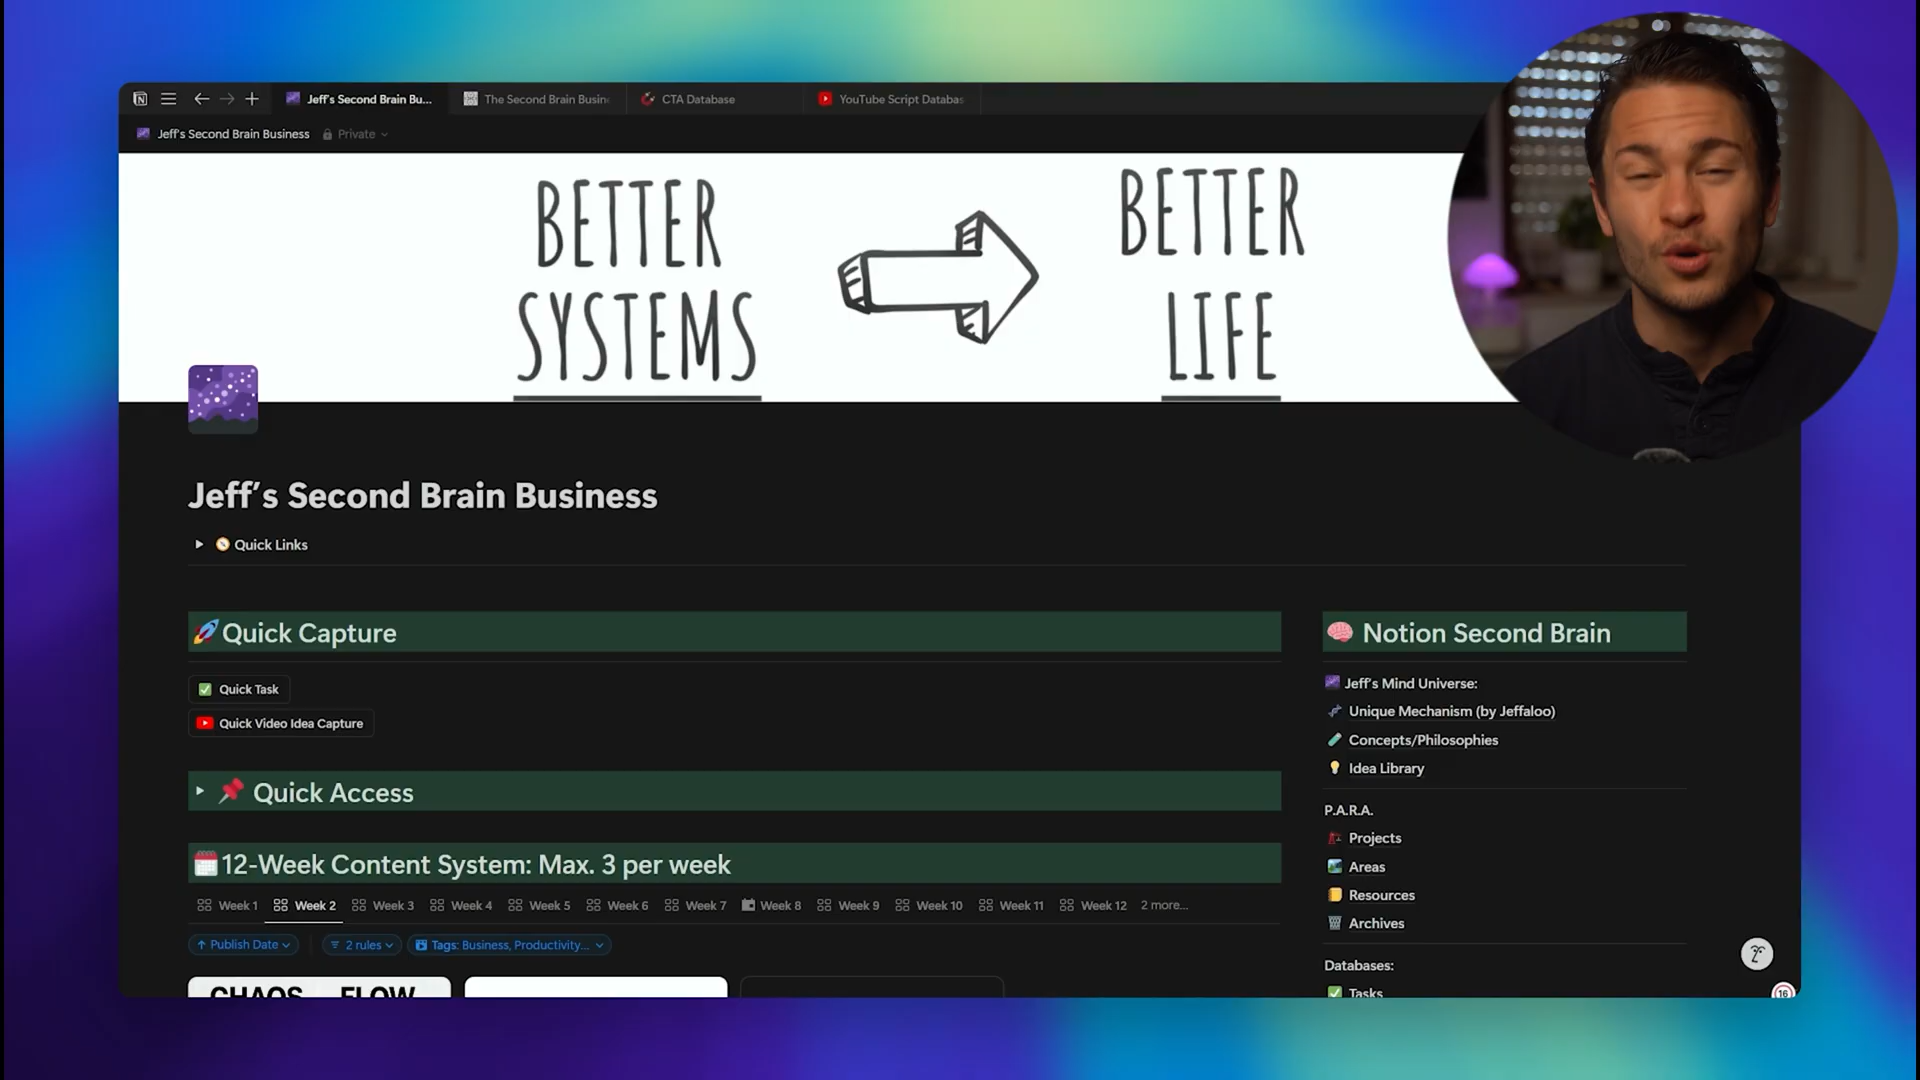 Jeff's Second Brain Bu...
The Second Brain Busin
CTA Database
YouTube Script Databas
Jeff's Second Brain Business
Private
BETTER
SYSTEMS
BETTER
LIFE
Jeff's Second Brain Business
Quick Links
Quick Capture
Quick Task
Quick Video Idea Capture
Quick Access
12-Week Content System: Max. 3 per week
Week 1 Week 2 Week 3 Week 4 Week 5 Week 6 Week 7 Week 8 Week 9 Week 10 Week 11 Week 12 2 more...
Publish Date 2 rules Tags: Business, Productivity...
CHAOS FLOW
Notion Second Brain
Jeff's Mind Universe:
Unique Mechanism (by Jeffaloo)
Concepts/Philosophies
Idea Library
P.A.R.A.
Projects
Areas
Resources
Archives
Databases:
Tasks
16